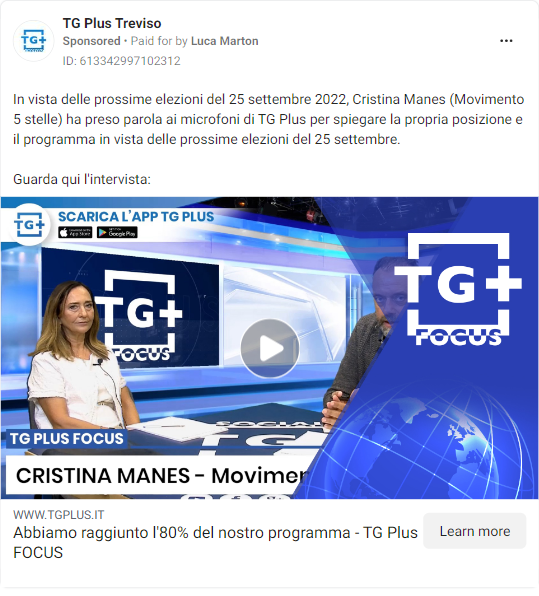 TG Plus Treviso
Sponsored • Paid for by Luca Marton
ID: 613342997102312
In vista delle prossime elezioni del 25 settembre 2022, Cristina Manes (Movimento
5 stelle) ha preso parola ai microfoni di TG Plus per spiegare la propria posizione e
il programma in vista delle prossime elezioni del 25 settembre.
Guarda qui l'intervista:
TG+
SCARICA L'APP TG PLUS
App Store
Google Play
TG+
FOCUS
TG+
FOCUS
SOCIAL
TG+
FOCUS
TG PLUS FOCUS
CRISTINA MANES - Movimen
WWW.TGPLUS.IT
Abbiamo raggiunto l'80% del nostro programma - TG Plus
FOCUS
Learn more